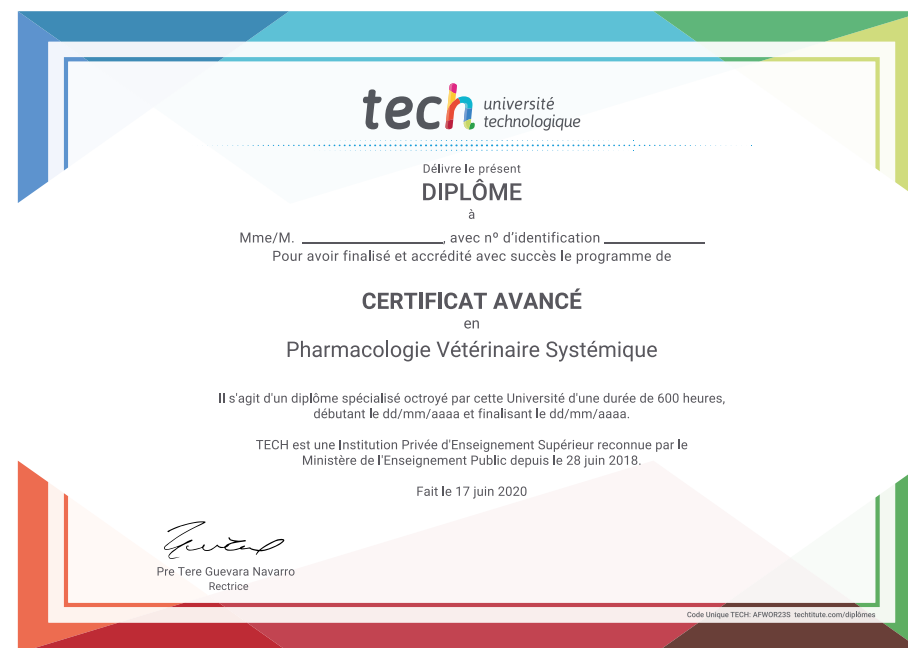 tech université
technologique
Délivre le présent
DIPLÔME
à
Mme/M. ____________________, avec nº d'identification ______________
Pour avoir finalisé et accrédité avec succès le programme de
CERTIFICAT AVANCÉ
en
Pharmacologie Vétérinaire Systémique
Il s'agit d'un diplôme spécialisé octroyé par cette Université d'une durée de 600 heures,
débutant le dd/mm/aaaa et finalisant le dd/mm/aaaa.
TECH est une Institution Privée d'Enseignement Supérieur reconnue par le
Ministère de l'Enseignement Public depuis le 28 juin 2018.
Fait le 17 juin 2020
Pre Tere Guevara Navarro
Rectrice
Code Unique TECH: AFWOR23S techtitute.com/diplômes